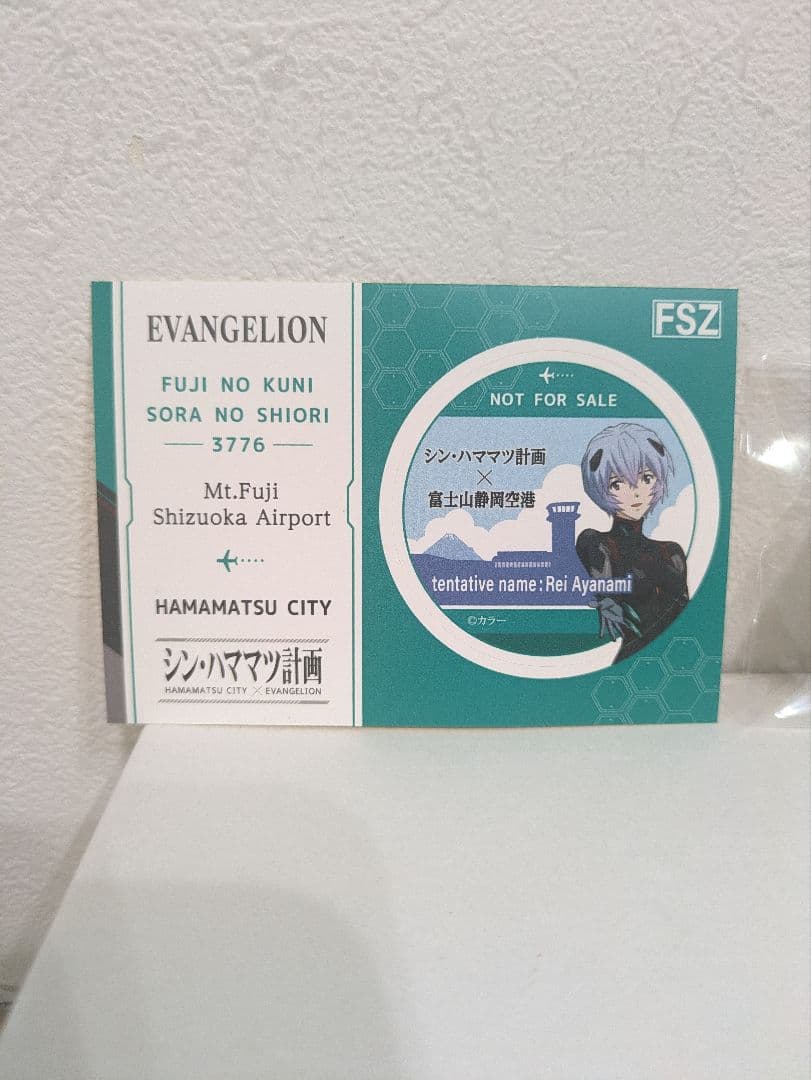 EVANGELION
FUJI NO KUNI
SORA NO SHIORI
3776
Mt.Fuji
Shizuoka Airport
HAMAMATSU CITY
シン・ハママツ計画
HAMAMATSU CITY × EVANGELION
FSZ
NOT FOR SALE
シン・ハママツ計画
×
富士山静岡空港
tentative name : Rei Ayanami
©カラー